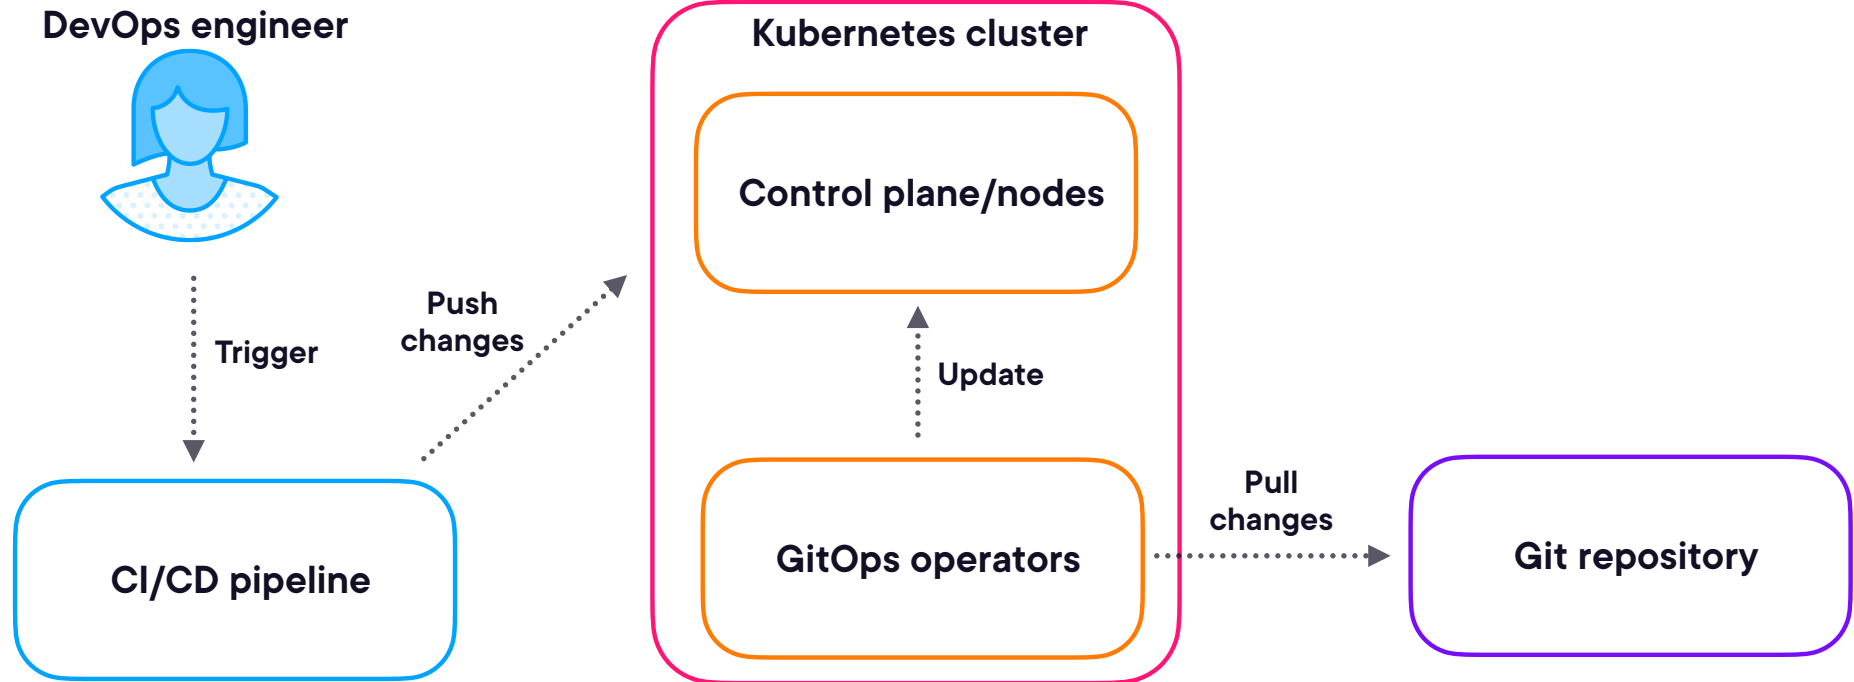 DevOps engineer
Kubernetes cluster
Control plane/nodes
Push
changes
Trigger
Update
Pull
changes
CI/CD pipeline
GitOps operators
Git repository